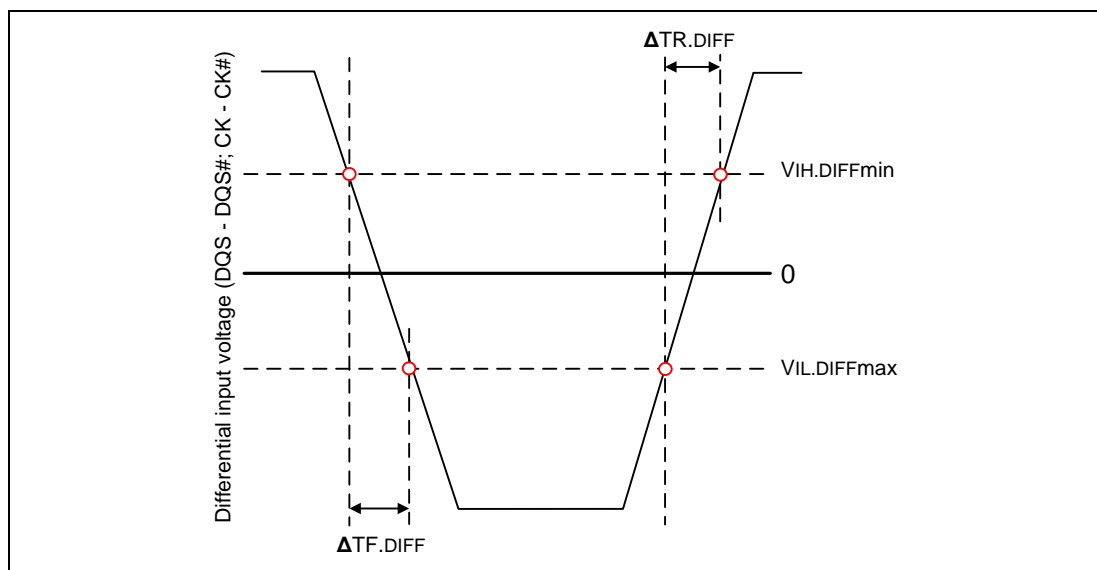 Differential input voltage (DQS - DQS#; CK - CK#)
ΔTR.DIFF
VIH.DIFFmin
0
VIL.DIFFmax
ΔTF.DIFF